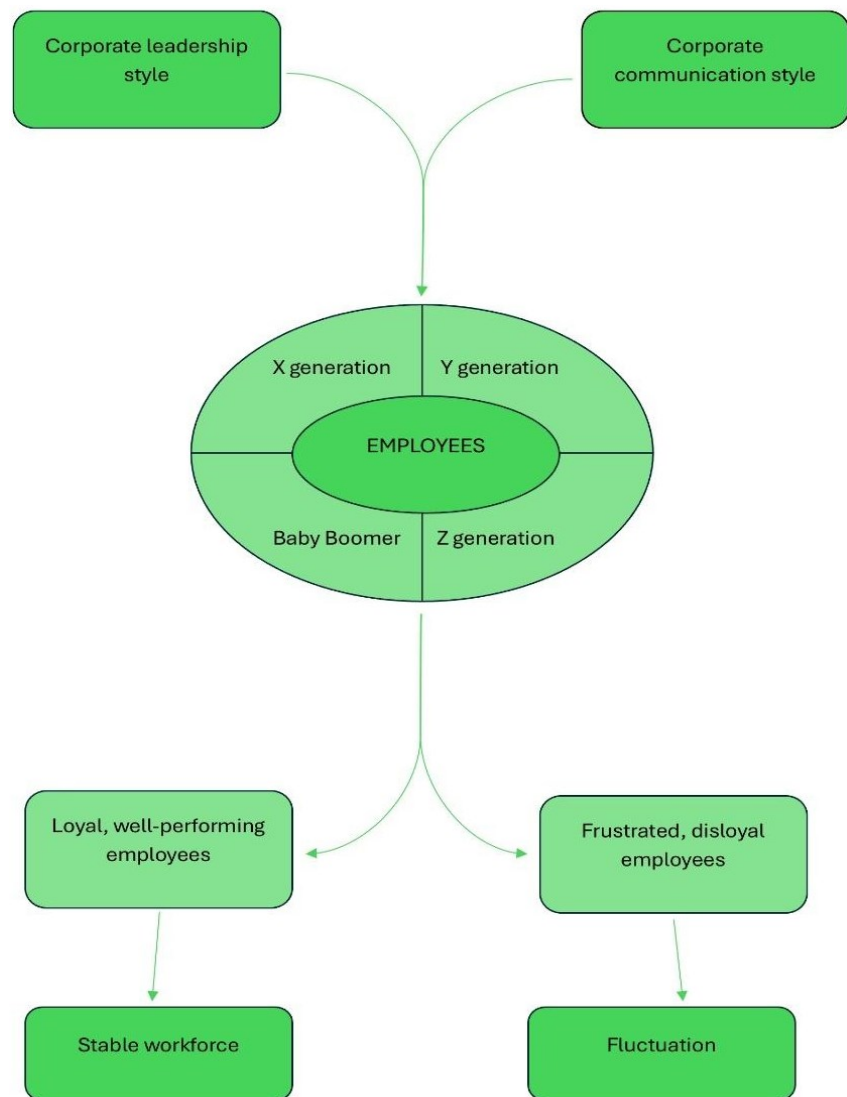 Corporate leadership
style
Corporate
communication style
X generation
Y generation
EMPLOYEES
Baby Boomer
Z generation
Loyal, well-performing
employees
Frustrated, disloyal
employees
Stable workforce
Fluctuation